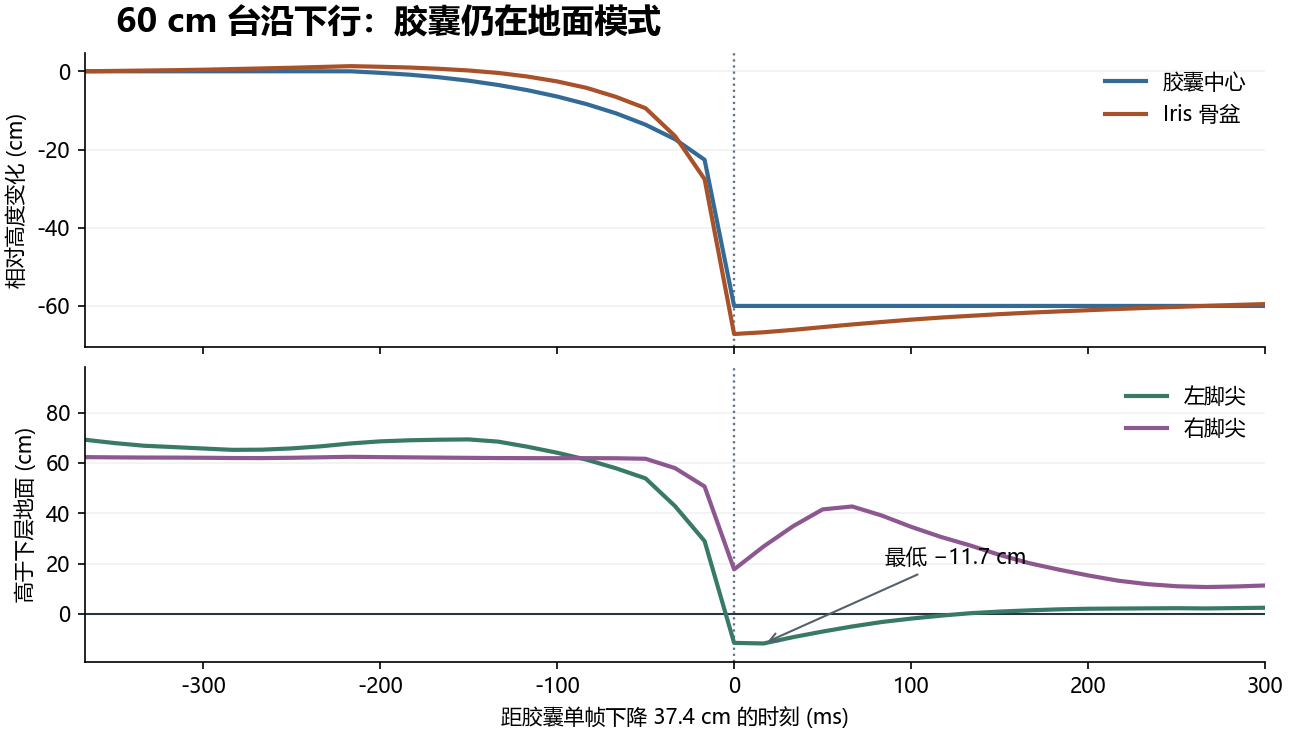 60 cm 台沿下行：胶囊仍在地面模式
相对高度变化 (cm)
0
-20
-40
-60
胶囊中心
Iris 骨盆
高于下层地面 (cm)
80
60
40
20
0
左脚尖
右脚尖
最低 −11.7 cm
-300
-200
-100
0
100
200
300
距胶囊单帧下降 37.4 cm 的时刻 (ms)